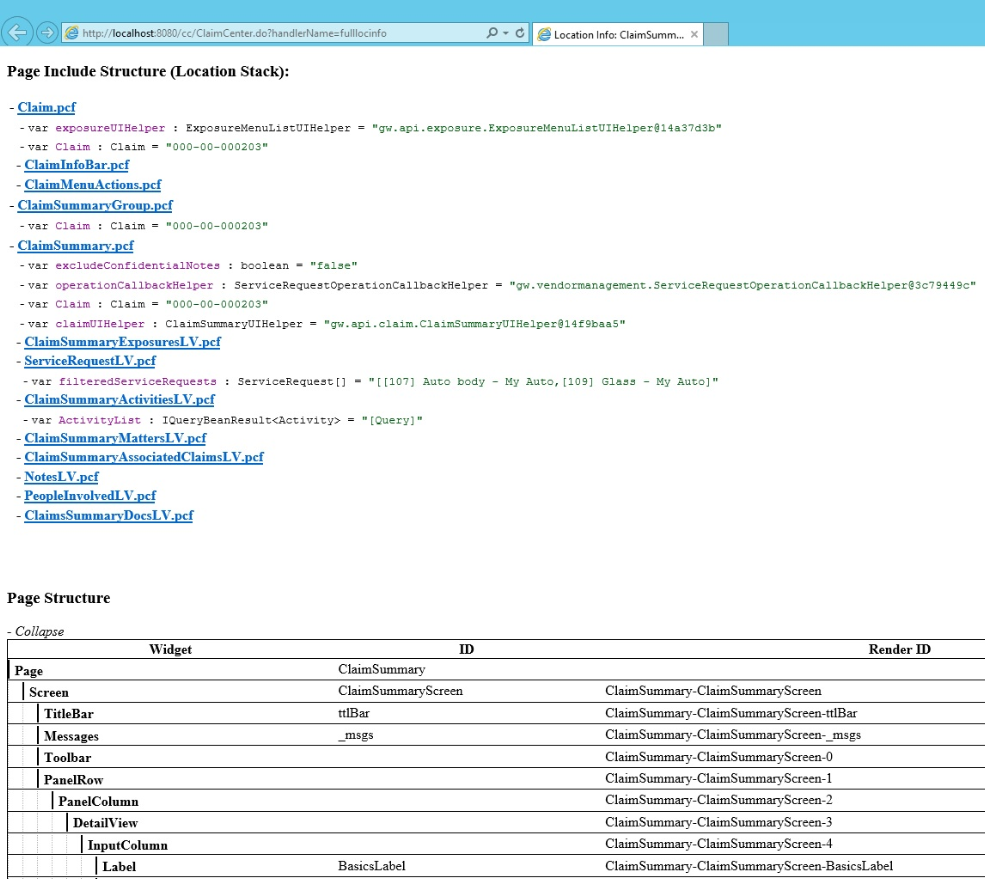 http://localhost:8080/cc/ClaimCenter.do?handlerName=fulllocinfo
Location Info: ClaimSumm...
Page Include Structure (Location Stack):
- Claim.pcf
- var exposureUIHelper : ExposureMenuListUIHelper = "gw.api.exposure.ExposureMenuListUIHelper@14a37d3b"
- var Claim : Claim = "000-00-000203"
- ClaimInfoBar.pcf
- ClaimMenuActions.pcf
- ClaimSummaryGroup.pcf
- var Claim : Claim = "000-00-000203"
- ClaimSummary.pcf
- var excludeConfidentialNotes : boolean = "false"
- var operationCallbackHelper : ServiceRequestOperationCallbackHelper = "gw.vendormanagement.ServiceRequestOperationCallbackHelper@3c79449c"
- var Claim : Claim = "000-00-000203"
- var claimUIHelper : ClaimSummaryUIHelper = "gw.api.claim.ClaimSummaryUIHelper@14f9baa5"
- ClaimSummaryExposuresLV.pcf
- ServiceRequestLV.pcf
- var filteredServiceRequests : ServiceRequest[] = "[[107] Auto body - My Auto,[109] Glass - My Auto]"
- ClaimSummaryActivitiesLV.pcf
- var ActivityList : IQueryBeanResult<Activity> = "[Query]"
- ClaimSummaryMattersLV.pcf
- ClaimSummaryAssociatedClaimsLV.pcf
- NotesLV.pcf
- PeopleInvolvedLV.pcf
- ClaimsSummaryDocsLV.pcf
Page Structure
- Collapse
Widget ID Render ID
Page ClaimSummary
Screen ClaimSummaryScreen ClaimSummary-ClaimSummaryScreen
TitleBar ttlBar ClaimSummary-ClaimSummaryScreen-ttlBar
Messages _msgs ClaimSummary-ClaimSummaryScreen-_msgs
Toolbar ClaimSummary-ClaimSummaryScreen-0
PanelRow ClaimSummary-ClaimSummaryScreen-1
PanelColumn ClaimSummary-ClaimSummaryScreen-2
DetailView ClaimSummary-ClaimSummaryScreen-3
InputColumn ClaimSummary-ClaimSummaryScreen-4
Label BasicsLabel ClaimSummary-ClaimSummaryScreen-BasicsLabel